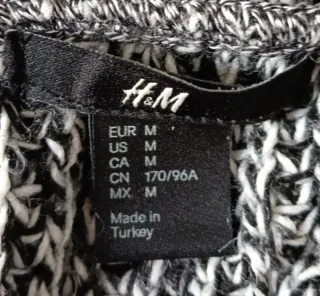 H&M
EUR M
US M
CA M
CN 170/96A
MX M
Made in
Turkey